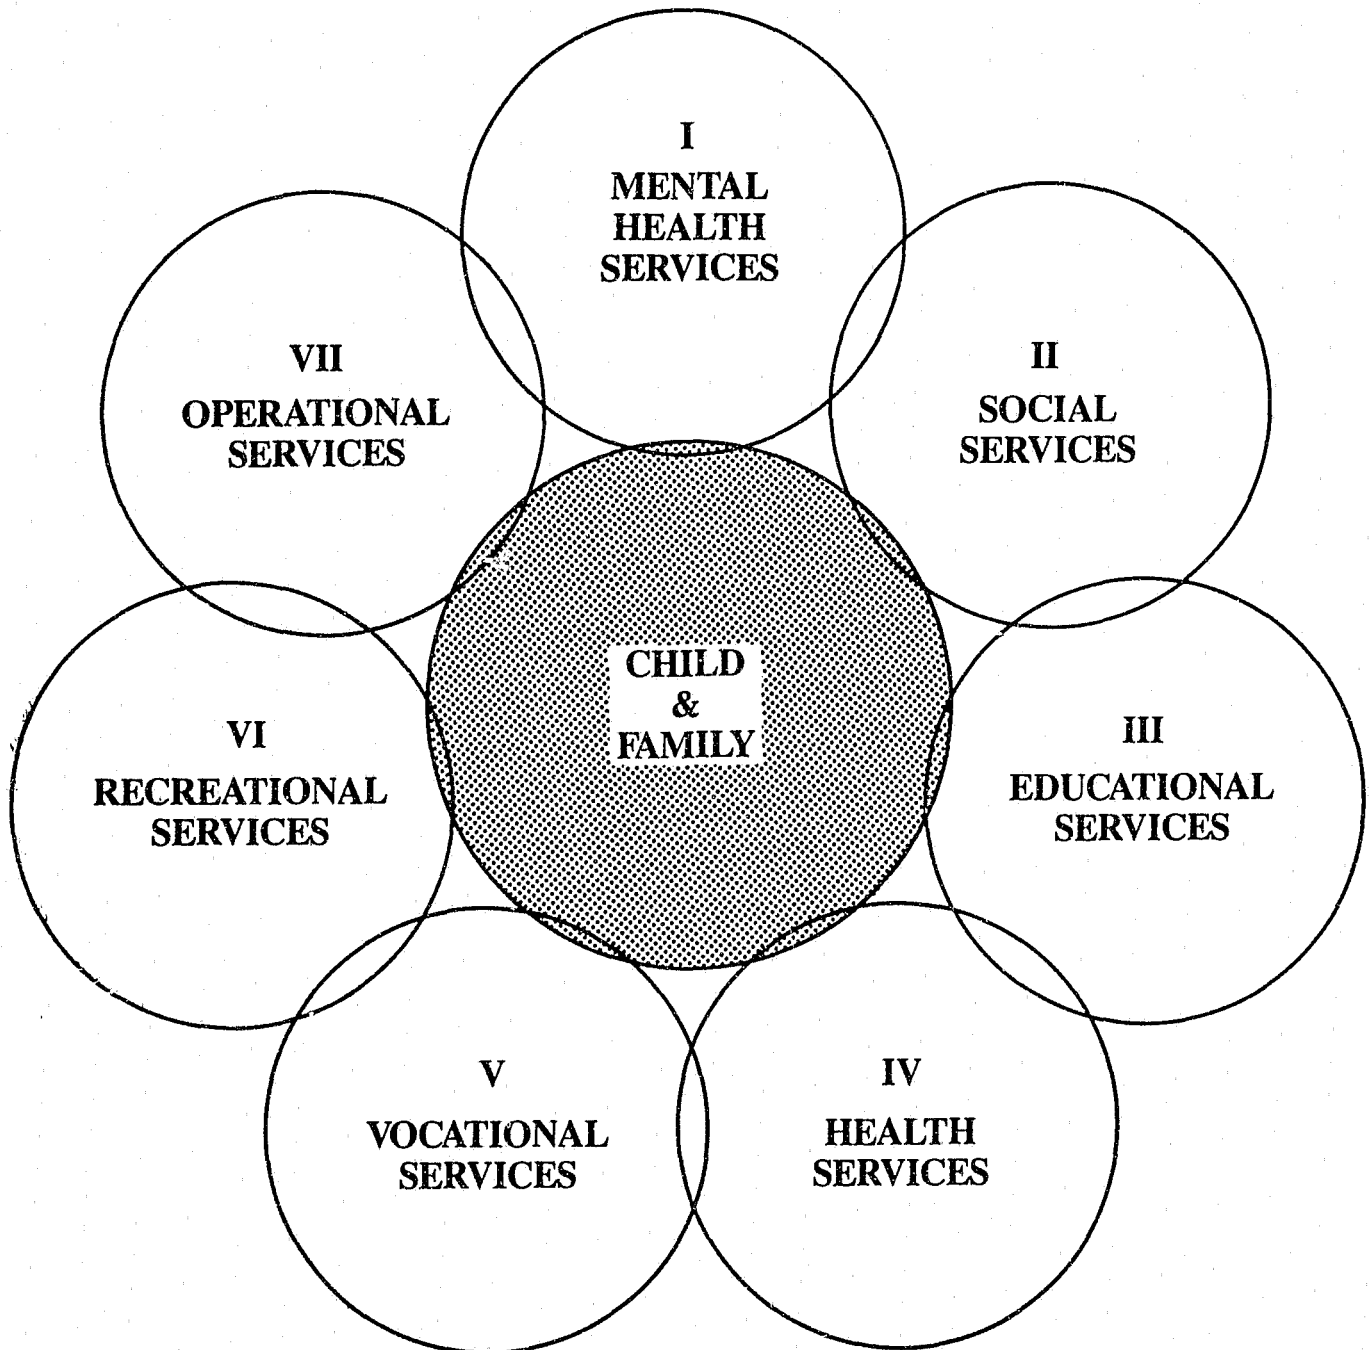 I
MENTAL
HEALTH
SERVICES
II
SOCIAL
SERVICES
III
EDUCATIONAL
SERVICES
IV
HEALTH
SERVICES
V
VOCATIONAL
SERVICES
VI
RECREATIONAL
SERVICES
VII
OPERATIONAL
SERVICES
CHILD
&
FAMILY